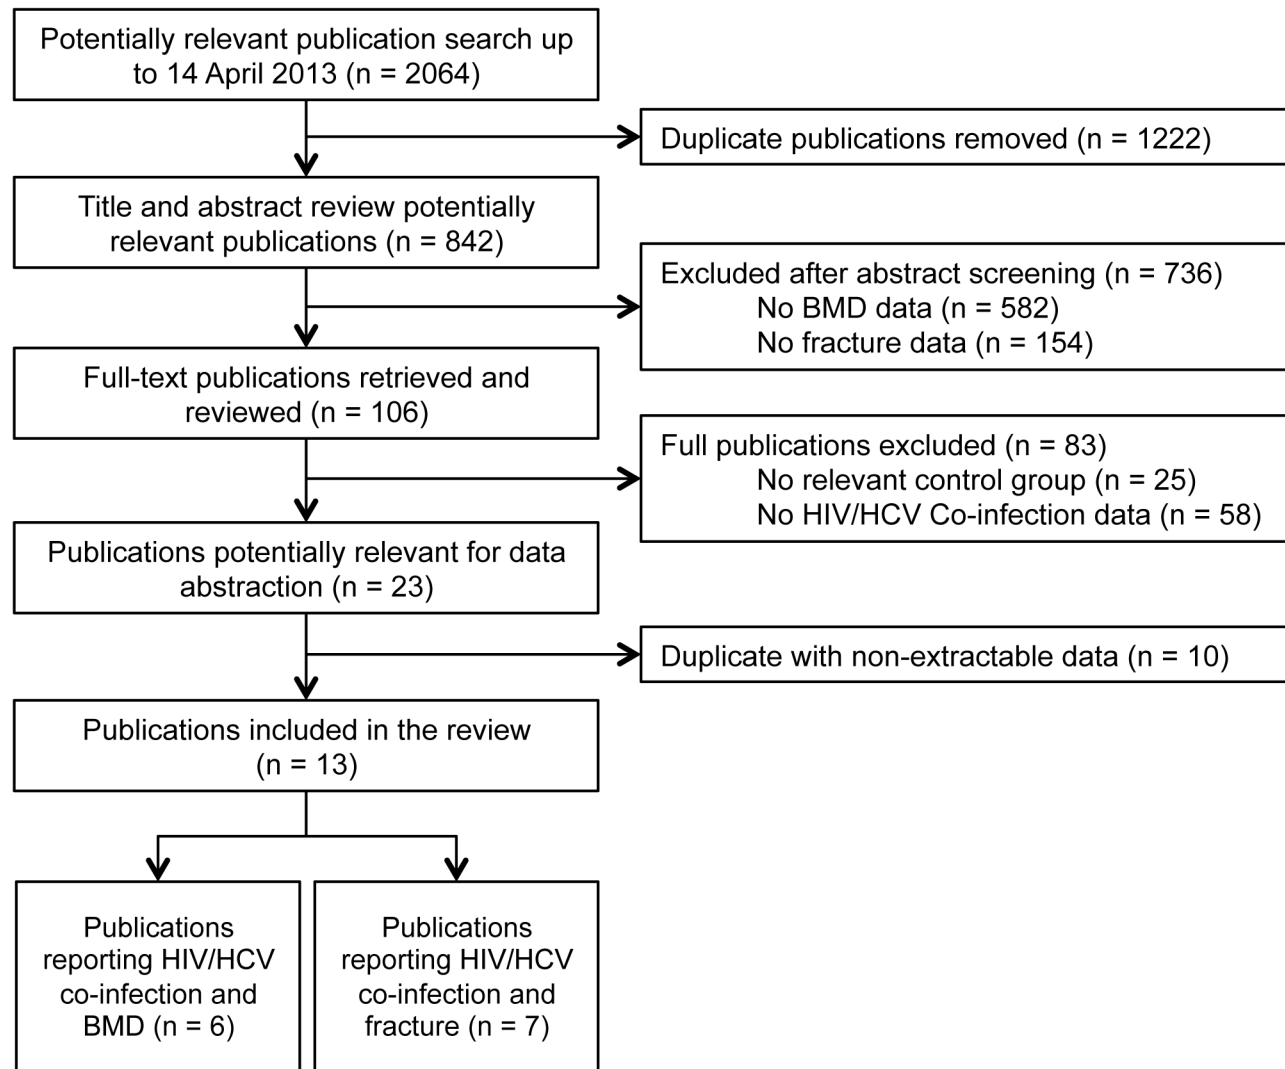 Potentially relevant publication search up
to 14 April 2013 (n = 2064)
Duplicate publications removed (n = 1222)
Title and abstract review potentially
relevant publications (n = 842)
Excluded after abstract screening (n = 736)
No BMD data (n = 582)
No fracture data (n = 154)
Full-text publications retrieved and
reviewed (n = 106)
Full publications excluded (n = 83)
No relevant control group (n = 25)
No HIV/HCV Co-infection data (n = 58)
Publications potentially relevant for data
abstraction (n = 23)
Duplicate with non-extractable data (n = 10)
Publications included in the review
(n = 13)
Publications
reporting HIV/HCV
co-infection and
BMD (n = 6)
Publications
reporting HIV/HCV
co-infection and
fracture (n = 7)